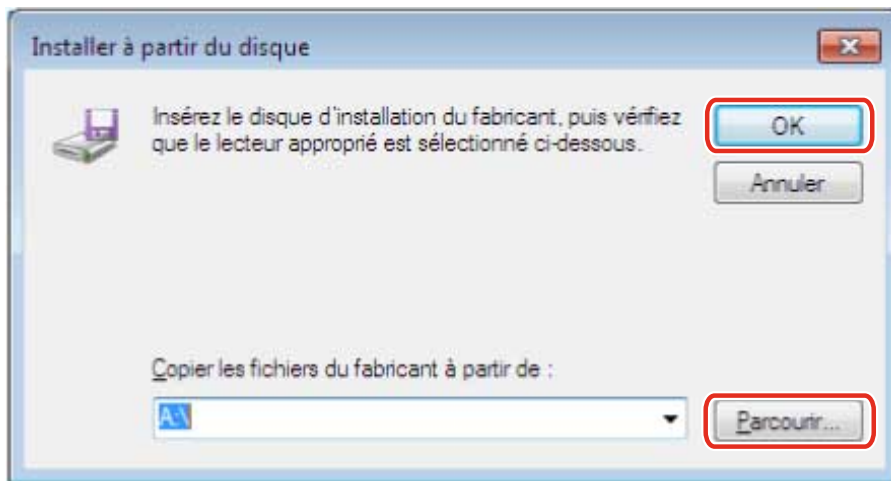 Installer à partir du disque
Insérez le disque d'installation du fabricant, puis vérifiez
que le lecteur approprié est sélectionné ci-dessous.
OK
Annuler
Copier les fichiers du fabricant à partir de :
A:\
Parcourir...